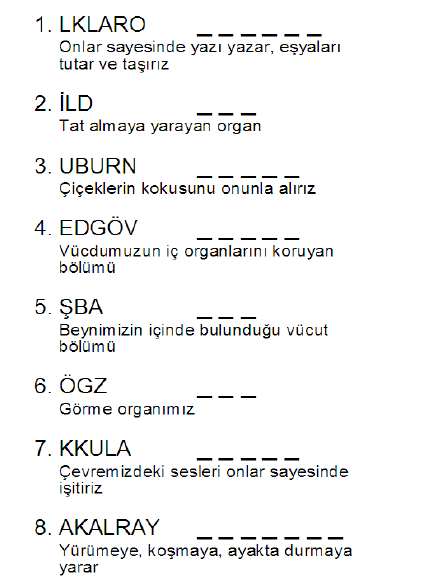 1. LKLARO _ _ _ _ _ _
Onlar sayesinde yazı yazar, eşyaları
tutar ve taşırız
2. İLD _ _ _
Tat almaya yarayan organ
3. UBURN _ _ _ _ _
Çiçeklerin kokusunu onunla alırız
4. EDGÖV _ _ _ _ _
Vücdumuzun iç organlarını koruyan
bölümü
5. ŞBA _ _ _
Beynimizin içinde bulunduğu vücut
bölümü
6. ÖGZ _ _ _
Görme organımız
7. KKULA _ _ _ _ _
Çevremizdeki sesleri onlar sayesinde
işitiriz
8. AKALRAY _ _ _ _ _ _ _
Yürümeye, koşmaya, ayakta durmaya
yarar